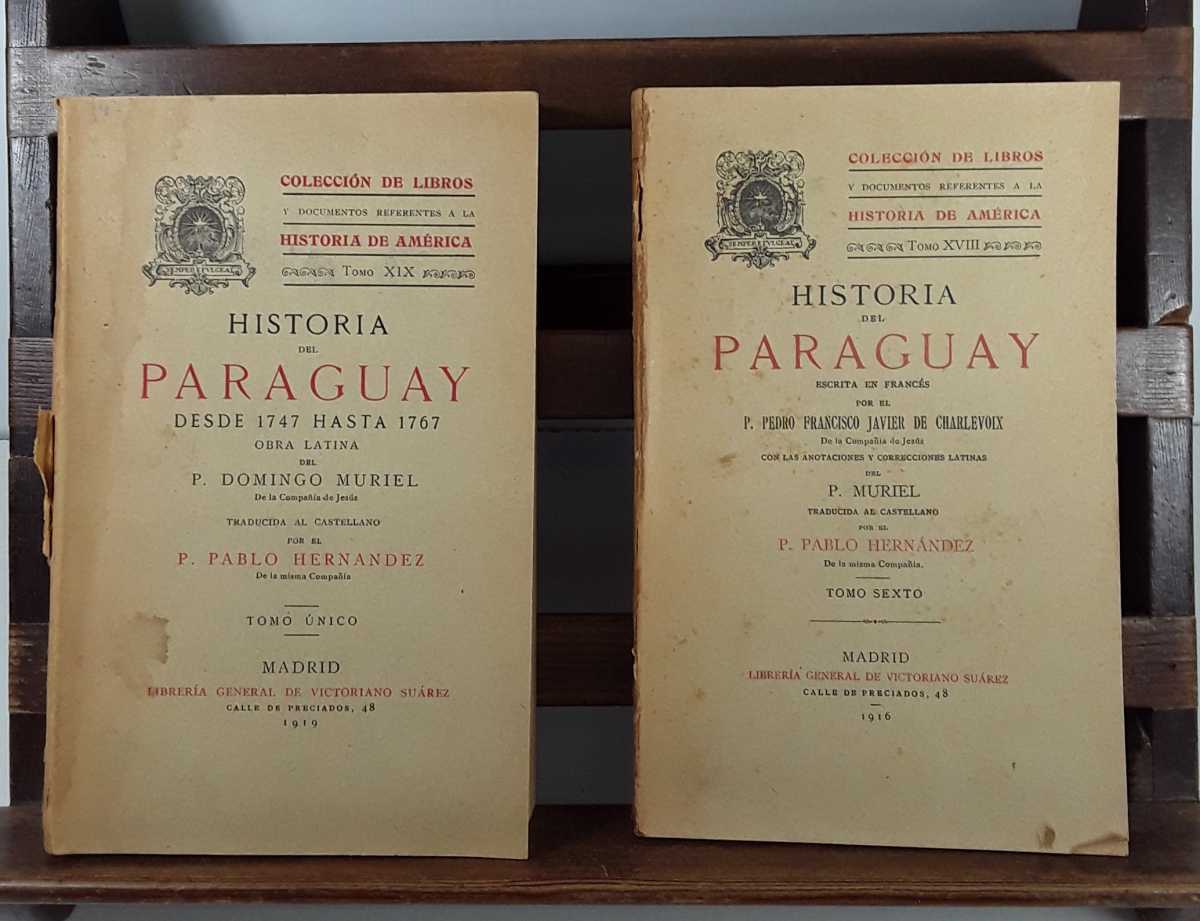 COLECCIÓN DE LIBROS
Y DOCUMENTOS REFERENTES A LA
HISTORIA DE AMÉRICA
TOMO XIX
SEMPER FVLGEAT
HISTORIA
DEL
PARAGUAY
DESDE 1747 HASTA 1767
OBRA LATINA
DEL
P. DOMINGO MURIEL
De la Compañía de Jesús
TRADUCIDA AL CASTELLANO
POR EL
P. PABLO HERNANDEZ
De la misma Compañía
TOMO ÚNICO
MADRID
LIBRERÍA GENERAL DE VICTORIANO SUÁREZ
CALLE DE PRECIADOS, 48
1919
COLECCIÓN DE LIBROS
Y DOCUMENTOS REFERENTES A LA
HISTORIA DE AMÉRICA
TOMO XVIII
SEMPER FVLGEAT
HISTORIA
DEL
PARAGUAY
ESCRITA EN FRANCÉS
POR EL
P. PEDRO FRANCISCO JAVIER DE CHARLEVOIX
De la Compañía de Jesús
CON LAS ANOTACIONES Y CORRECCIONES LATINAS
DEL
P. MURIEL
TRADUCIDA AL CASTELLANO
POR EL
P. PABLO HERNÁNDEZ
De la misma Compañía.
TOMO SEXTO
MADRID
LIBRERÍA GENERAL DE VICTORIANO SUÁREZ
CALLE DE PRECIADOS, 48
1916